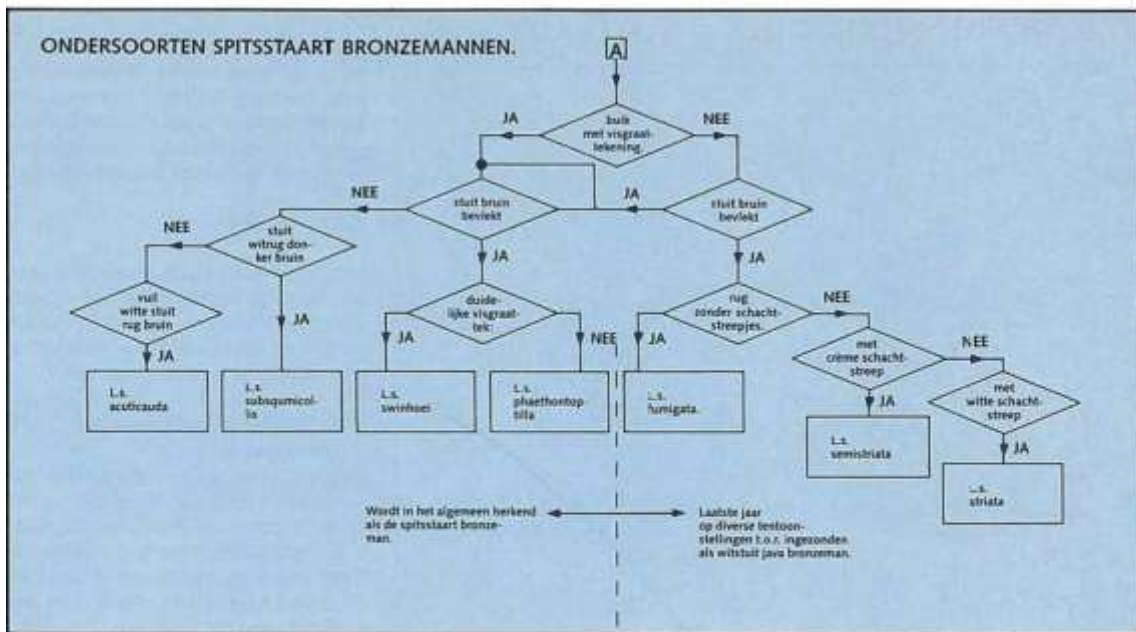 ONDERSOORTEN SPITSSTAART BRONZEMANNEN.
A
JA
NEE
buik
met visgraat-
tekening.
NEE
stuit bruin
bevlekt
JA
stuit bruin
bevlekt
NEE
stuit
witrug don-
ker bruin
JA
JA
vuil
witte stuit
rug bruin
duide-
lijke visgraat-
tek:
rug
zonder schacht-
streepjes.
NEE
JA
JA
JA
NEE
JA
met
crème schacht-
streep
NEE
met
witte schacht-
streep
L.s.
acuticauda
L.s.
subsqumicol-
lis
L.s.
swinhoei
L.s.
phaethontop
tilla
L.s.
fumigata.
JA
JA
L.s.
semistriata
L.s.
striata
Wordt in het algemeen herkend
als de spitsstaart bronze-
man.
Laatste jaar
op diverse tentoon-
stellingen t.o.r. ingezonden
als witstuit java bronzeman.